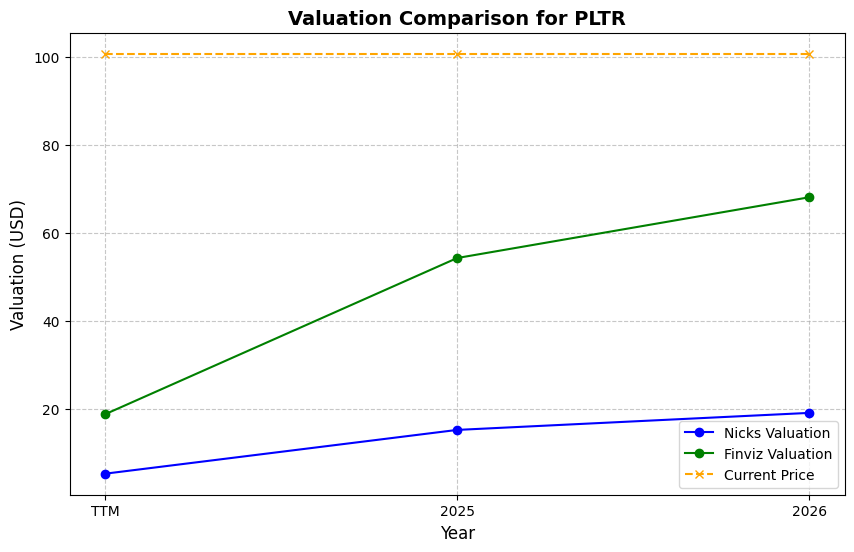 Valuation Comparison for PLTR
Valuation (USD)
100
80
60
40
20
TTM
2025
2026
Year
Nicks Valuation
Finviz Valuation
Current Price